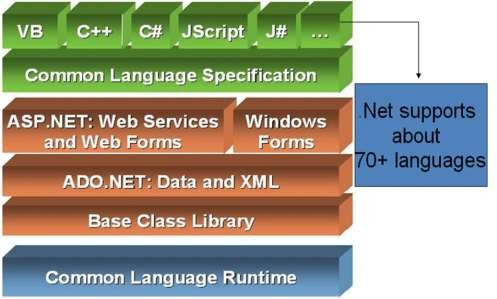 VB C++ C# JScript J# ...
Common Language Specification
ASP.NET: Web Services
and Web Forms
Windows
Forms
ADO.NET: Data and XML
Base Class Library
Common Language Runtime
.Net supports
about
70+ languages